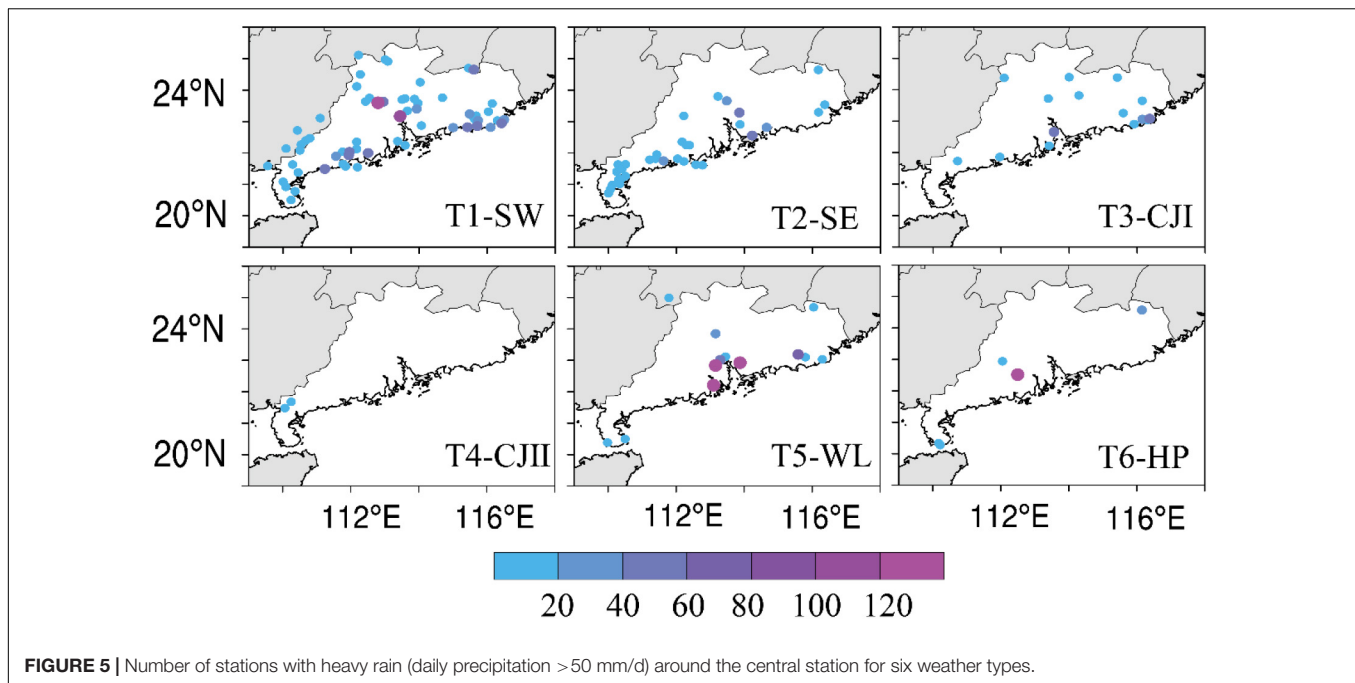 24°N
20°N
T1-SW
T2-SE
T3-CJI
24°N
20°N
T4-CJII
T5-WL
T6-HP
112°E 116°E 112°E 116°E 112°E 116°E
20 40 60 80 100 120
FIGURE 5 | Number of stations with heavy rain (daily precipitation >50 mm/d) around the central station for six weather types.